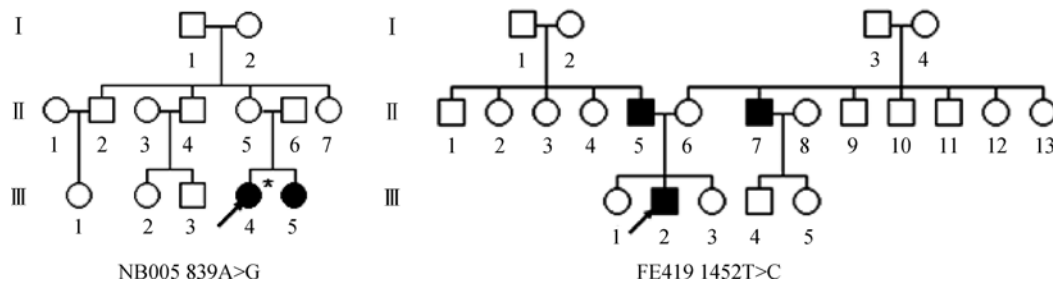 I I
1 2 1 2 3 4
II II
1 2 3 4 5 6 7 1 2 3 4 5 6 7 8 9 10 11 12 13
III * III
1 2 3 4 5 1 2 3 4 5
NB005 839A>G FE419 1452T>C